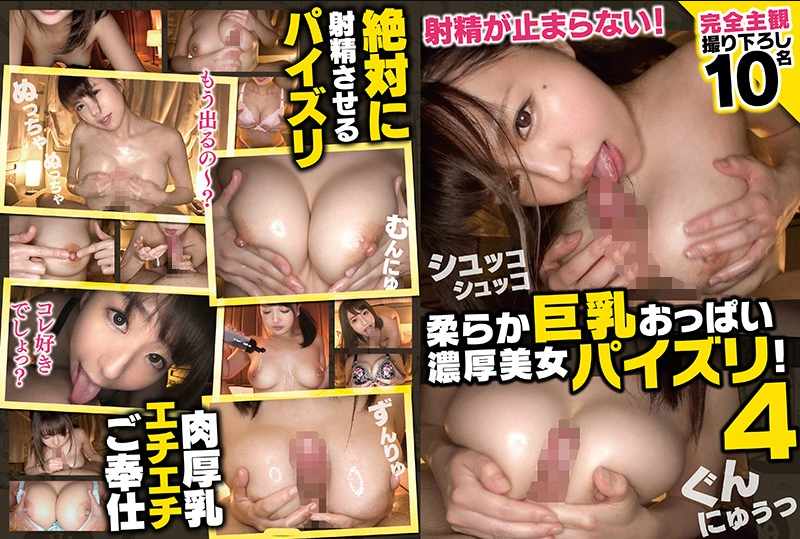 絶対に
射精させる
パイズリ
もう出るの〜?
ぬっちゃ
ぬっちゃ
むんにゅ
コレ好き
でしょっ?
ずんりゅ
肉厚乳
エチエチ
ご奉仕
射精が止まらない!
完全主観
撮り下ろし
10名
シュッコ
シュッコ
柔らか巨乳おっぱい
濃厚美女パイズリ!
4
ぐん
にゅぅっ